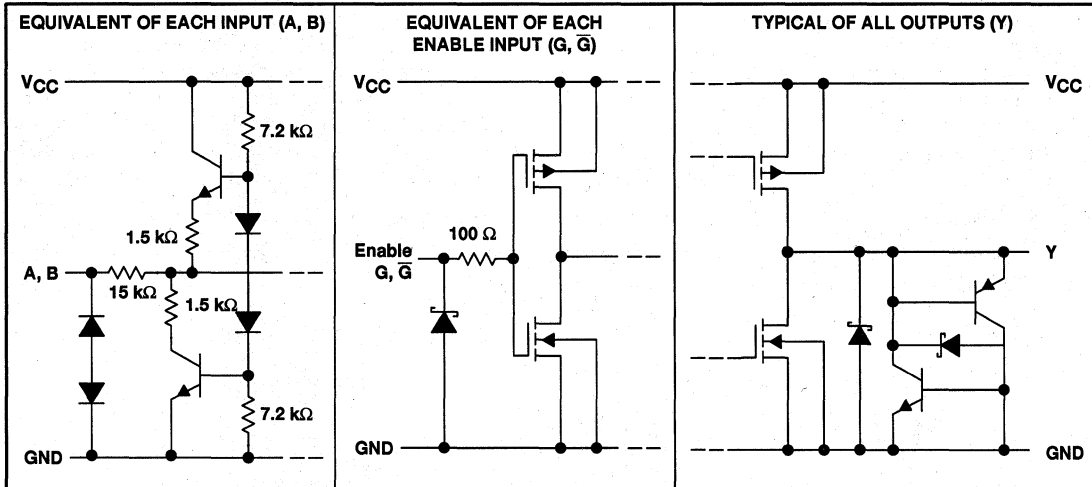 EQUIVALENT OF EACH INPUT (A, B)
VCC
7.2 kΩ
1.5 kΩ
A, B
15 kΩ
1.5 kΩ
7.2 kΩ
GND
EQUIVALENT OF EACH
ENABLE INPUT (G, G̅)
VCC
100 Ω
Enable
G, G̅
GND
TYPICAL OF ALL OUTPUTS (Y)
VCC
Y
GND